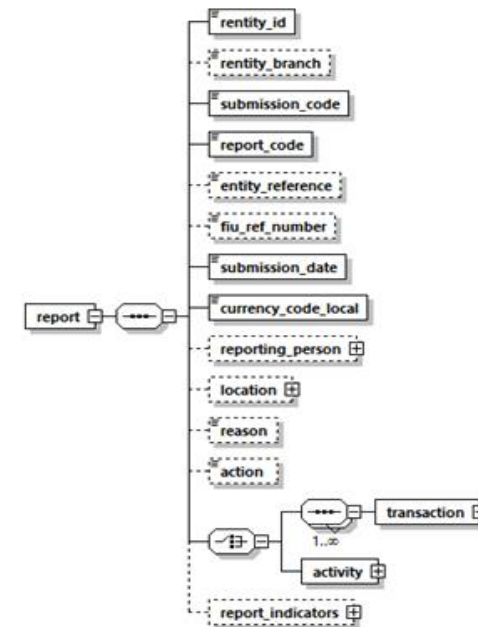 rentity_id
rentity_branch
submission_code
report_code
entity_reference
fiu_ref_number
submission_date
currency_code_local
report
reporting_person
location
reason
action
transaction
1..∞
activity
report_indicators